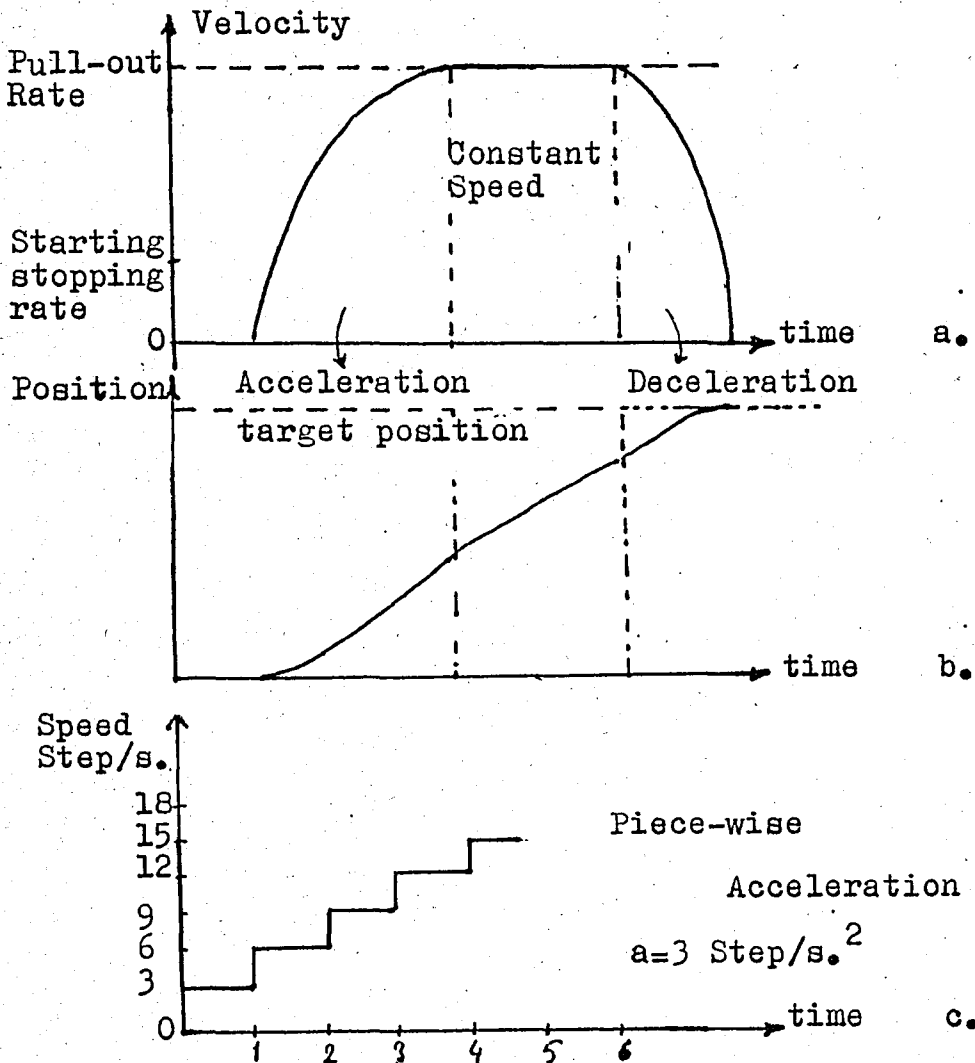 Velocity
Pull-out
Rate
Constant
Speed
Starting
stopping
rate
0
time
a.
Acceleration
Deceleration
Position
target position
time
b.
Speed
Step/s.
18
15
12
9
6
3
0
Piece-wise
Acceleration
a=3 Step/s.²
1 2 3 4 5 6
time
c.